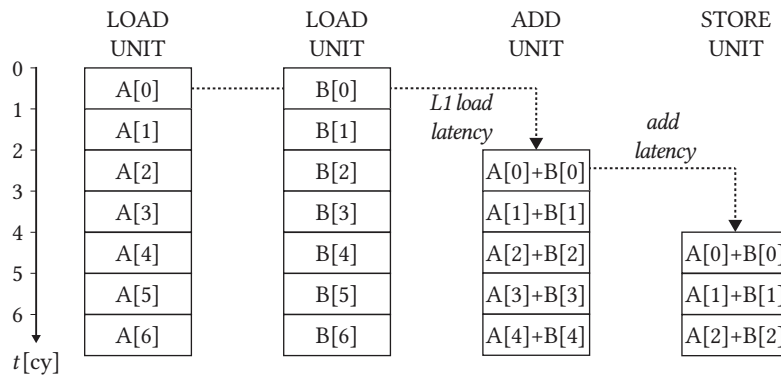 LOAD UNIT
LOAD UNIT
ADD UNIT
STORE UNIT
0
A[0]
B[0]
L1 load latency
1
A[1]
B[1]
add latency
2
A[2]
B[2]
A[0]+B[0]
3
A[3]
B[3]
A[1]+B[1]
4
A[4]
B[4]
A[2]+B[2]
A[0]+B[0]
5
A[5]
B[5]
A[3]+B[3]
A[1]+B[1]
6
A[6]
B[6]
A[4]+B[4]
A[2]+B[2]
t[cy]